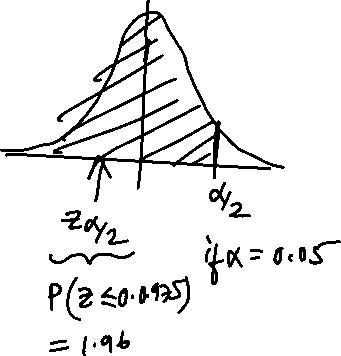 α/2
zα/2
if α = 0.05
P(z ≤ 0.0975)
= 1.96